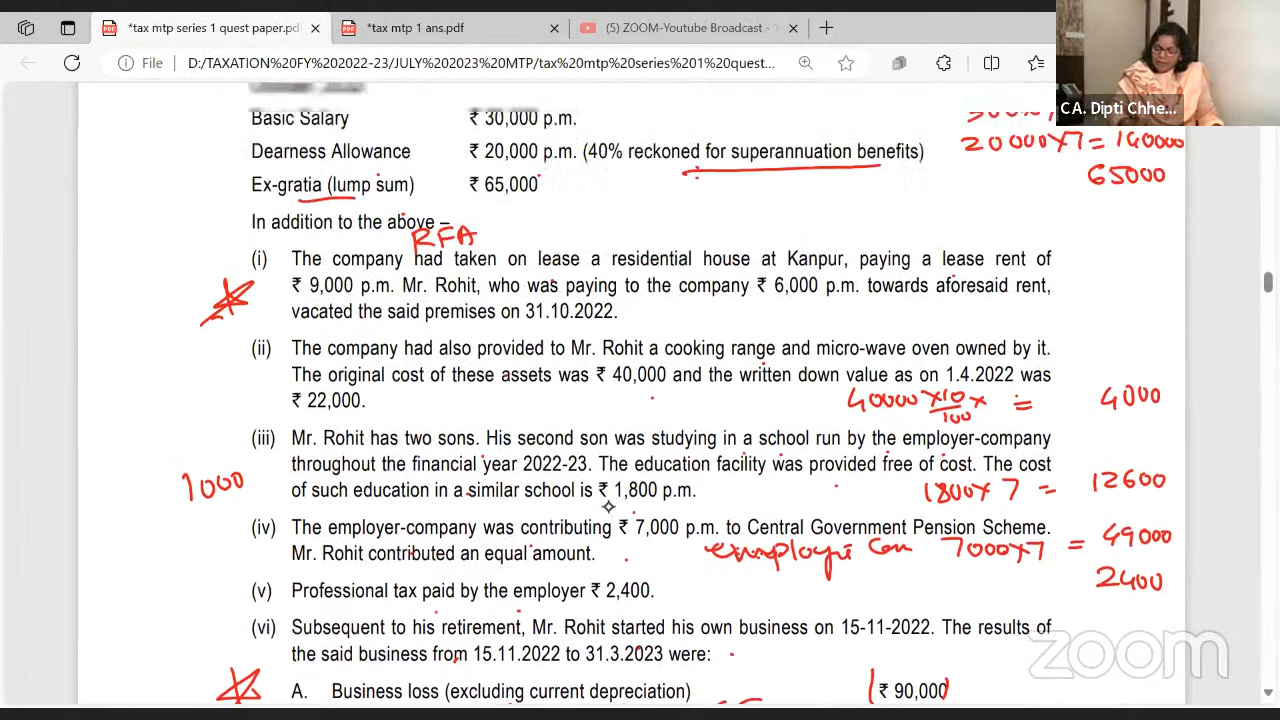 *tax mtp series 1 quest paper.pdf
*tax mtp 1 ans.pdf
(5) ZOOM-Youtube Broadcast -
File
D:/TAXATION%20FY%202022-23/JULY%202023%20MTP/tax%20mtp%20series%201%20quest...
C A. Dipti Chhe...
Basic Salary ₹ 30,000 p.m.
20000x7 = 140000
Dearness Allowance ₹ 20,000 p.m. (40% reckoned for superannuation benefits)
65000
Ex-gratia (lump sum) ₹ 65,000
In addition to the above –
RFA
(i) The company had taken on lease a residential house at Kanpur, paying a lease rent of
₹ 9,000 p.m. Mr. Rohit, who was paying to the company ₹ 6,000 p.m. towards aforesaid rent,
vacated the said premises on 31.10.2022.
(ii) The company had also provided to Mr. Rohit a cooking range and micro-wave oven owned by it.
The original cost of these assets was ₹ 40,000 and the written down value as on 1.4.2022 was
₹ 22,000.
40000 x 10/100 x = 4000
(iii) Mr. Rohit has two sons. His second son was studying in a school run by the employer-company
throughout the financial year 2022-23. The education facility was provided free of cost. The cost
of such education in a similar school is ₹ 1,800 p.m.
1000
1800x 7 = 12600
(iv) The employer-company was contributing ₹ 7,000 p.m. to Central Government Pension Scheme.
Mr. Rohit contributed an equal amount.
7000x7 = 49000
2400
(v) Professional tax paid by the employer ₹ 2,400.
(vi) Subsequent to his retirement, Mr. Rohit started his own business on 15-11-2022. The results of
the said business from 15.11.2022 to 31.3.2023 were:
A. Business loss (excluding current depreciation) ₹ 90,000
zoom